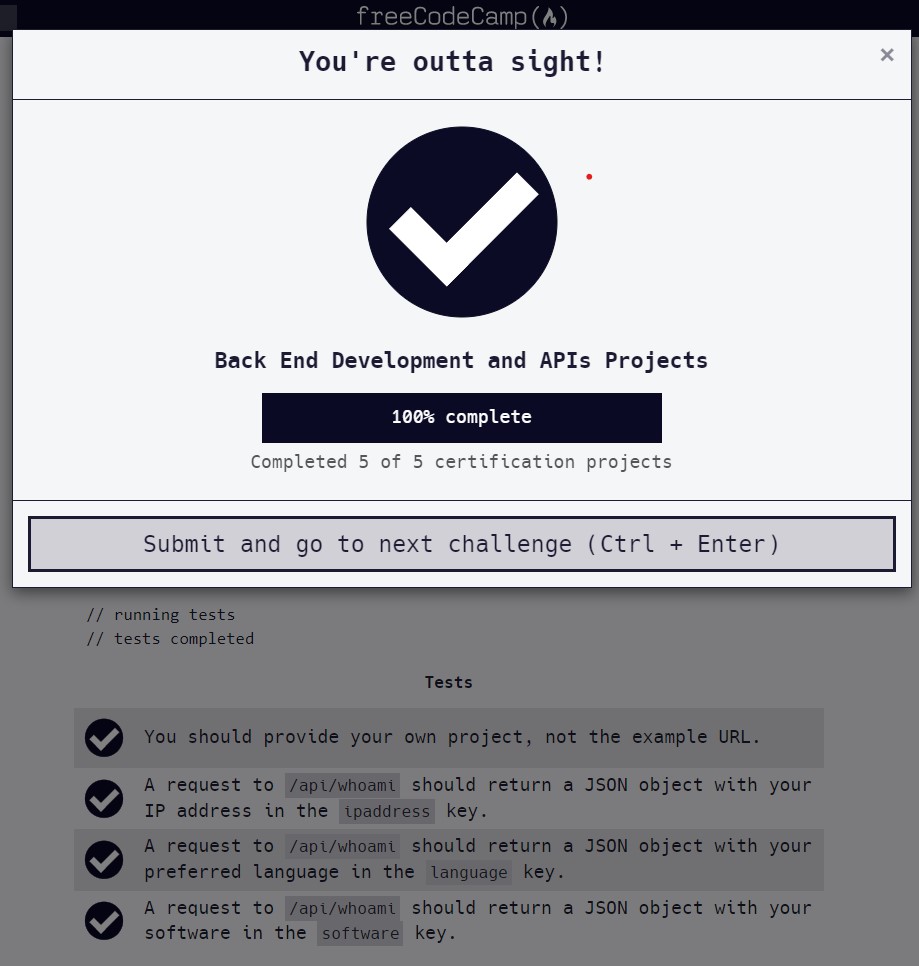 freeCodeCamp(🔥)
You're outta sight!
×
Back End Development and APIs Projects
100% complete
Completed 5 of 5 certification projects
Submit and go to next challenge (Ctrl + Enter)
// running tests
// tests completed
Tests
You should provide your own project, not the example URL.
A request to /api/whoami should return a JSON object with your
IP address in the ipaddress key.
A request to /api/whoami should return a JSON object with your
preferred language in the language key.
A request to /api/whoami should return a JSON object with your
software in the software key.